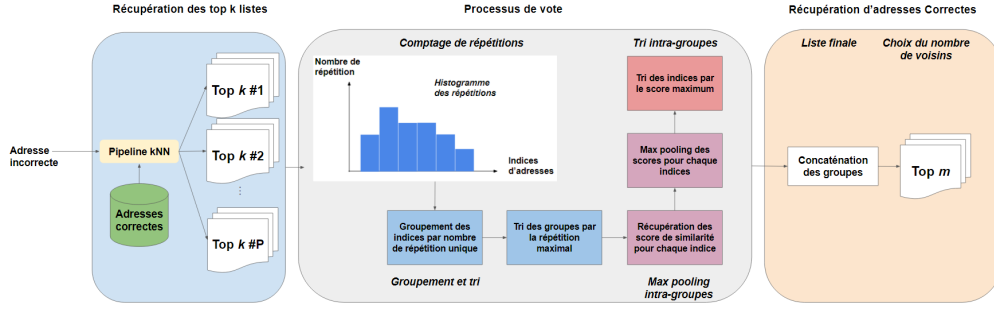 Récupération des top k listes
Processus de vote
Récupération d'adresses Correctes
Adresse
incorrecte
Pipeline kNN
Adresses
correctes
Top k #1
Top k #2
⋮
Top k #P
Comptage de répétitions
Nombre de
répétition
Histogramme
des répétitions
Indices
d'adresses
Groupement des
indices par nombre
de répétition unique
Groupement et tri
Tri des groupes par
la répétition
maximal
Récupération des
score de similarité
pour chaque indice
Max pooling
intra-groupes
Max pooling des
scores pour chaque
indices
Tri des indices par
le score maximum
Tri intra-groupes
Liste finale
Choix du nombre
de voisins
Concaténation
des groupes
Top m